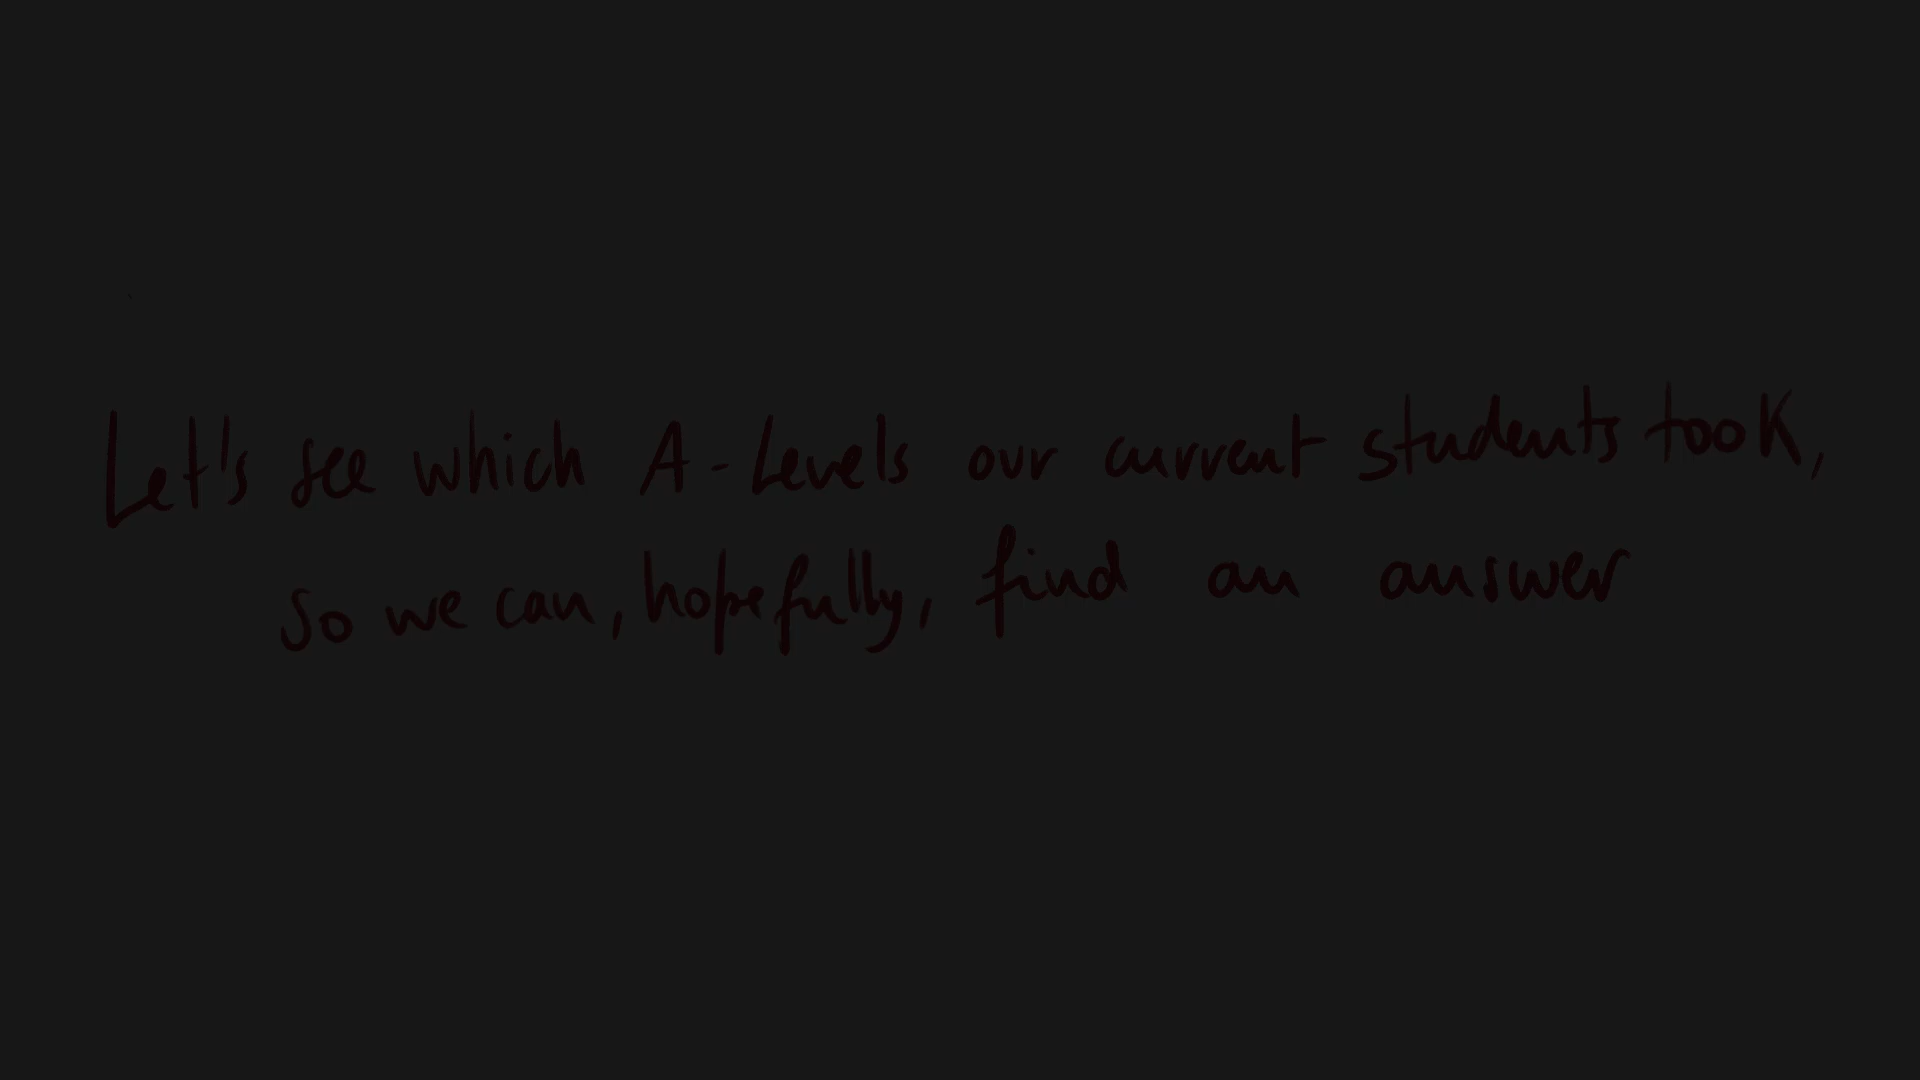 Let's see which A-Levels our current students took,
so we can, hopefully, find an answer